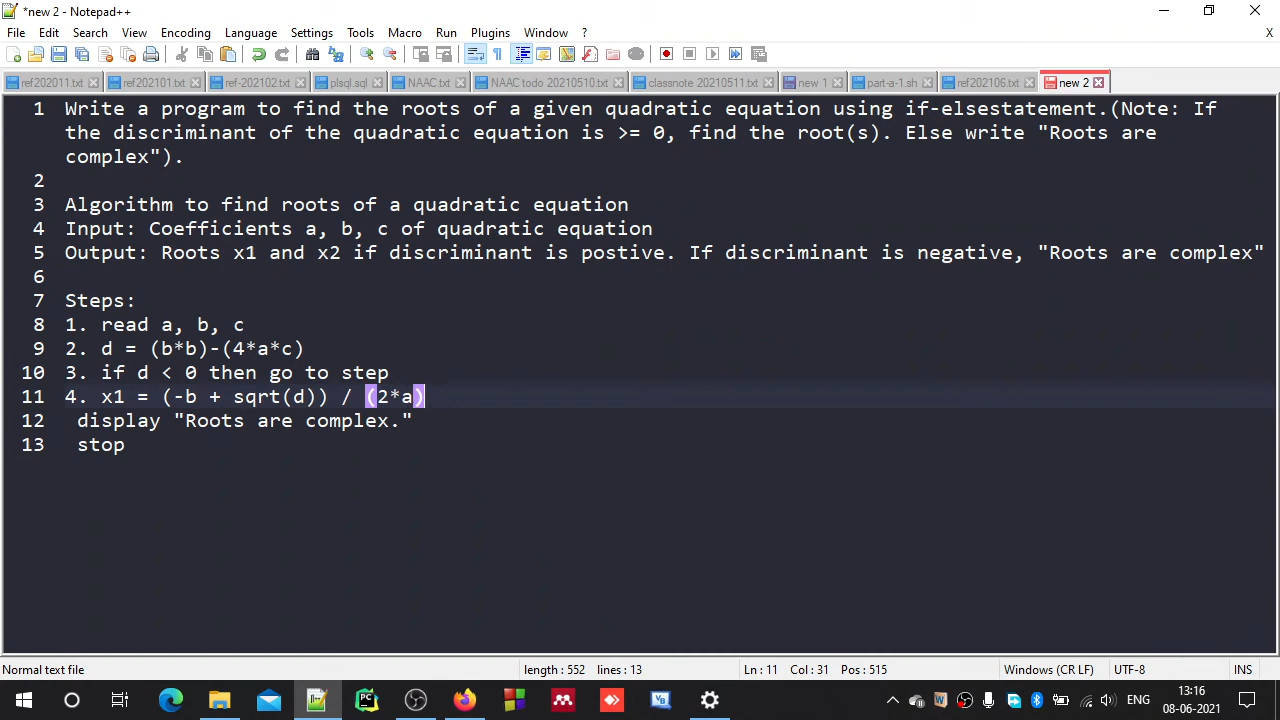 *new 2 - Notepad++
File Edit Search View Encoding Language Settings Tools Macro Run Plugins Window ? X
ref202011.txt ref202101.txt ref-202102.txt plsql.sql NAAC.txt NAAC todo 20210510.txt classnote 20210511.txt new 1 part-a-1.sh ref202106.txt new 2
1 Write a program to find the roots of a given quadratic equation using if-elsestatement.(Note: If
the discriminant of the quadratic equation is >= 0, find the root(s). Else write "Roots are
complex").
2
3 Algorithm to find roots of a quadratic equation
4 Input: Coefficients a, b, c of quadratic equation
5 Output: Roots x1 and x2 if discriminant is postive. If discriminant is negative, "Roots are complex"
6
7 Steps:
8 1. read a, b, c
9 2. d = (b*b)-(4*a*c)
10 3. if d < 0 then go to step
11 4. x1 = (-b + sqrt(d)) / (2*a)
12 display "Roots are complex."
13 stop
Normal text file length : 552 lines : 13 Ln : 11 Col : 31 Pos : 515 Windows (CR LF) UTF-8 INS
ENG 13:16
08-06-2021